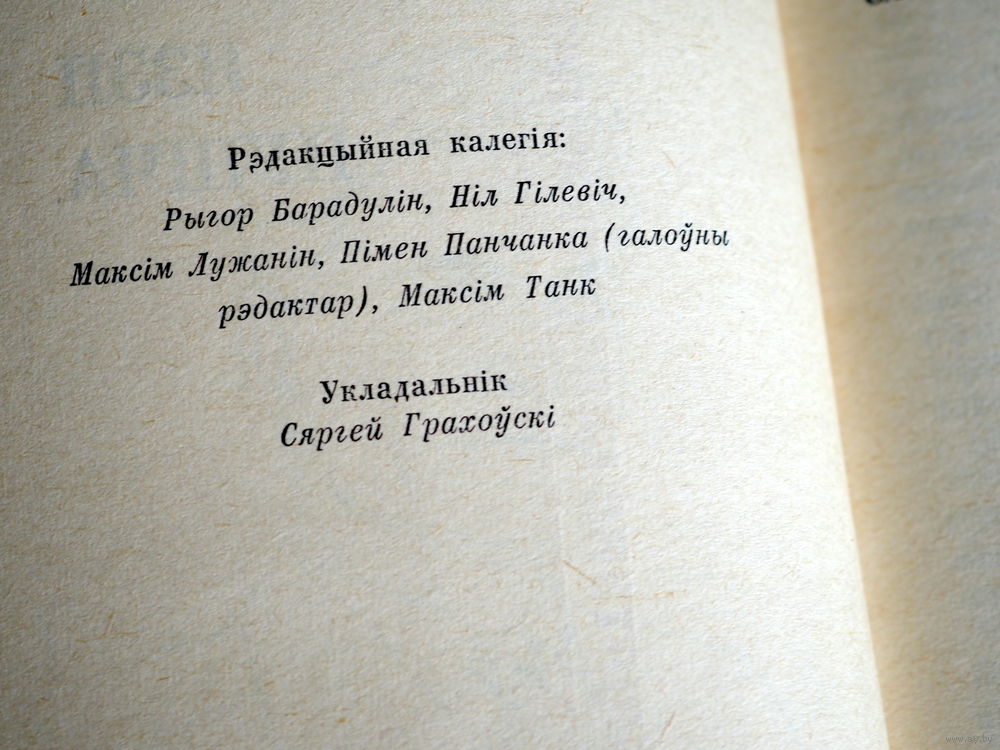 Рэдакцыйная калегія:
Рыгор Барадулін, Ніл Гілевіч,
Максім Лужанін, Пімен Панчанка (галоўны
рэдактар), Максім Танк
Укладальнік
Сяргей Грахоўскі